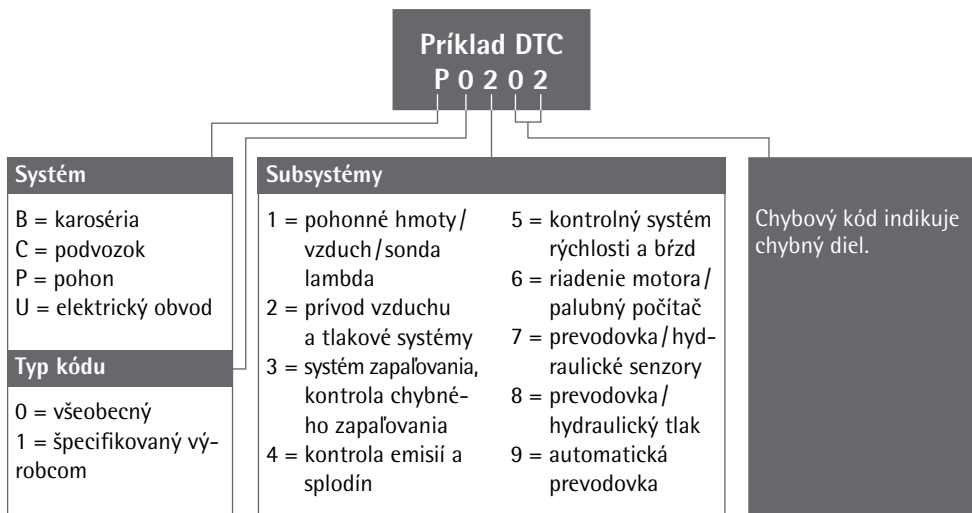 Príklad DTC
P 0 2 0 2
Systém
B = karoséria
C = podvozok
P = pohon
U = elektrický obvod
Typ kódu
0 = všeobecný
1 = špecifikovaný vý-
robcom
Subsystémy
1 = pohonné hmoty/
vzduch/sonda
lambda
2 = prívod vzduchu
a tlakové systémy
3 = systém zapaľovania,
kontrola chybné-
ho zapaľovania
4 = kontrola emisií a
splodín
5 = kontrolný systém
rýchlosti a bŕzd
6 = riadenie motora/
palubný počítač
7 = prevodovka/hyd-
raulické senzory
8 = prevodovka/
hydraulický tlak
9 = automatická
prevodovka
Chybový kód indikuje
chybný diel.